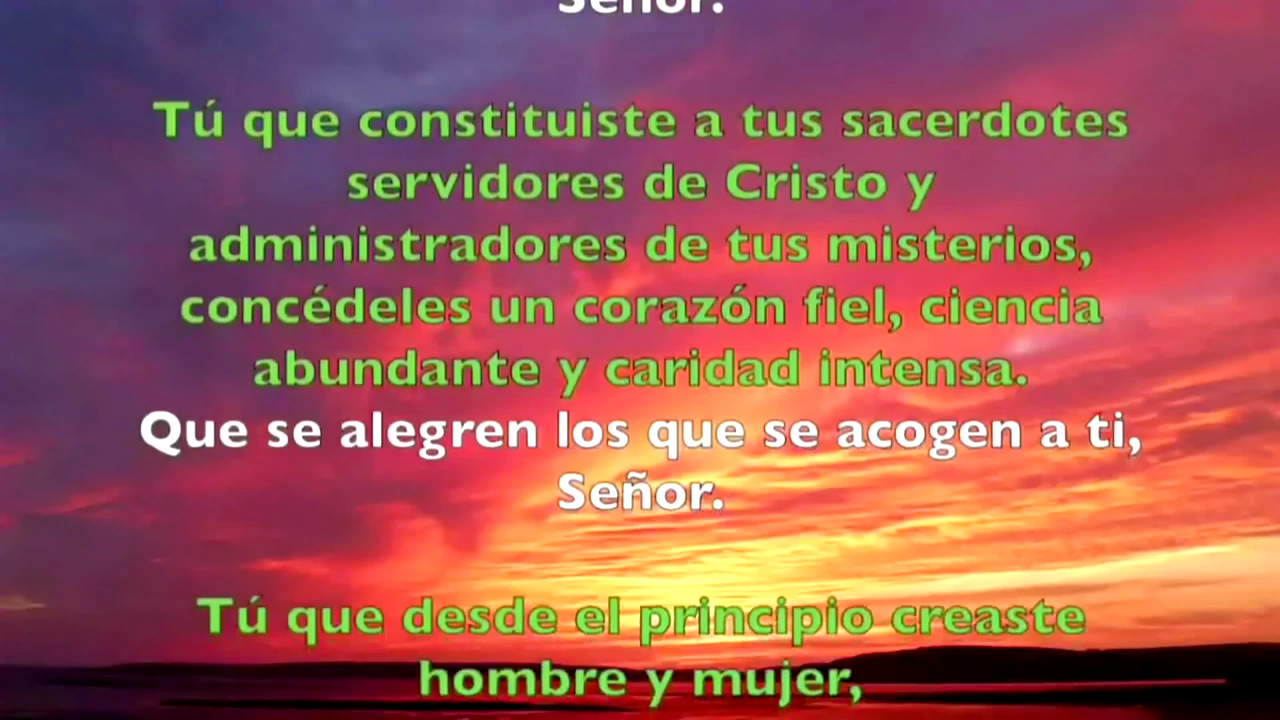 Señor.
Tú que constituiste a tus sacerdotes
servidores de Cristo y
administradores de tus misterios,
concédeles un corazón fiel, ciencia
abundante y caridad intensa.
Que se alegren los que se acogen a ti,
Señor.
Tú que desde el principio creaste
hombre y mujer,